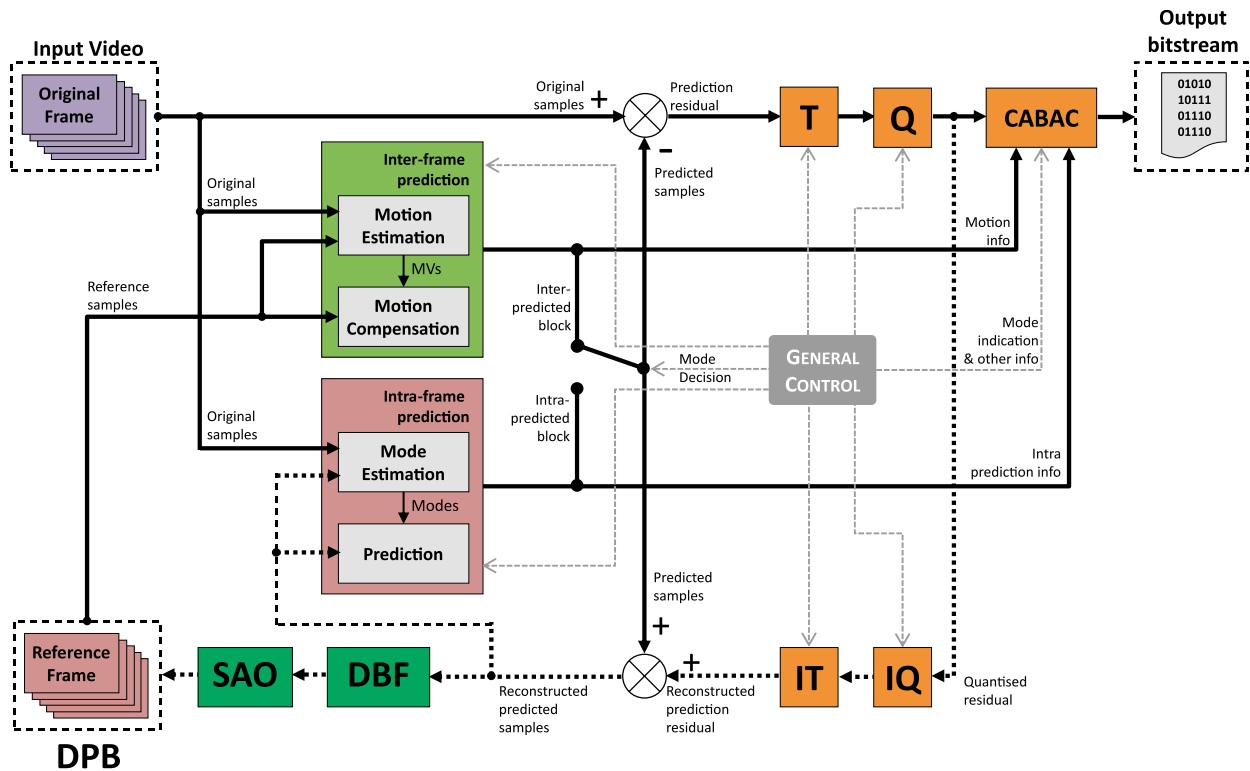 Input Video
Original
Frame
Output
bitstream
01010
10111
01110
01110
Original
samples
+
Prediction
residual
T
Q
CABAC
-
Predicted
samples
Inter-frame
prediction
Original
samples
Motion
Estimation
MVs
Motion
Compensation
Reference
samples
Motion
info
Inter-
predicted
block
Mode
Decision
GENERAL
CONTROL
Mode
indication
& other info
Intra-frame
prediction
Original
samples
Mode
Estimation
Modes
Prediction
Intra-
predicted
block
Intra
prediction info
Predicted
samples
+
+
Reference
Frame
DPB
SAO
DBF
Reconstructed
predicted
samples
Reconstructed
prediction
residual
IT
IQ
Quantised
residual